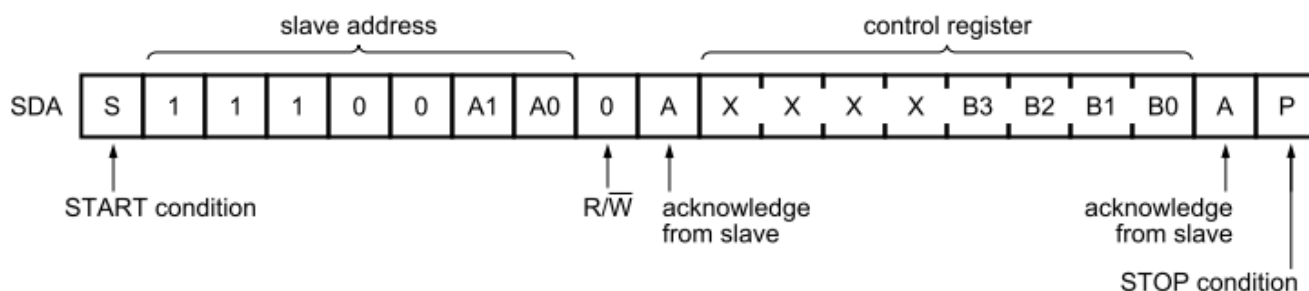 slave address control register
SDA S 1 1 1 0 0 A1 A0 0 A X X X X B3 B2 B1 B0 A P
START condition R/W̅ acknowledge from slave acknowledge from slave
STOP condition